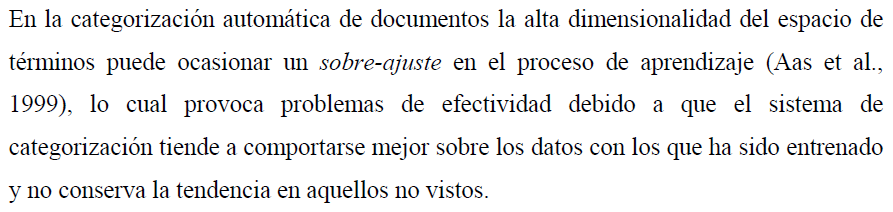 En la categorización automática de documentos la alta dimensionalidad del espacio de
términos puede ocasionar un sobre-ajuste en el proceso de aprendizaje (Aas et al.,
1999), lo cual provoca problemas de efectividad debido a que el sistema de
categorización tiende a comportarse mejor sobre los datos con los que ha sido entrenado
y no conserva la tendencia en aquellos no vistos.